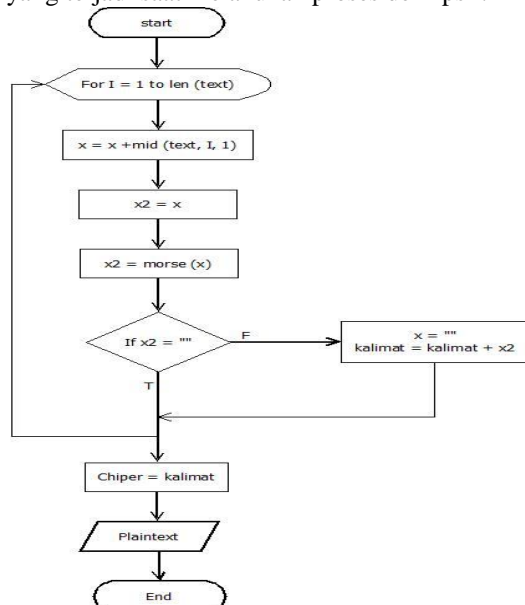 start
For I = 1 to len (text)
x = x +mid (text, I, 1)
x2 = x
x2 = morse (x)
If x2 = ""
F
x = ""
kalimat = kalimat + x2
T
Chiper = kalimat
Plaintext
End